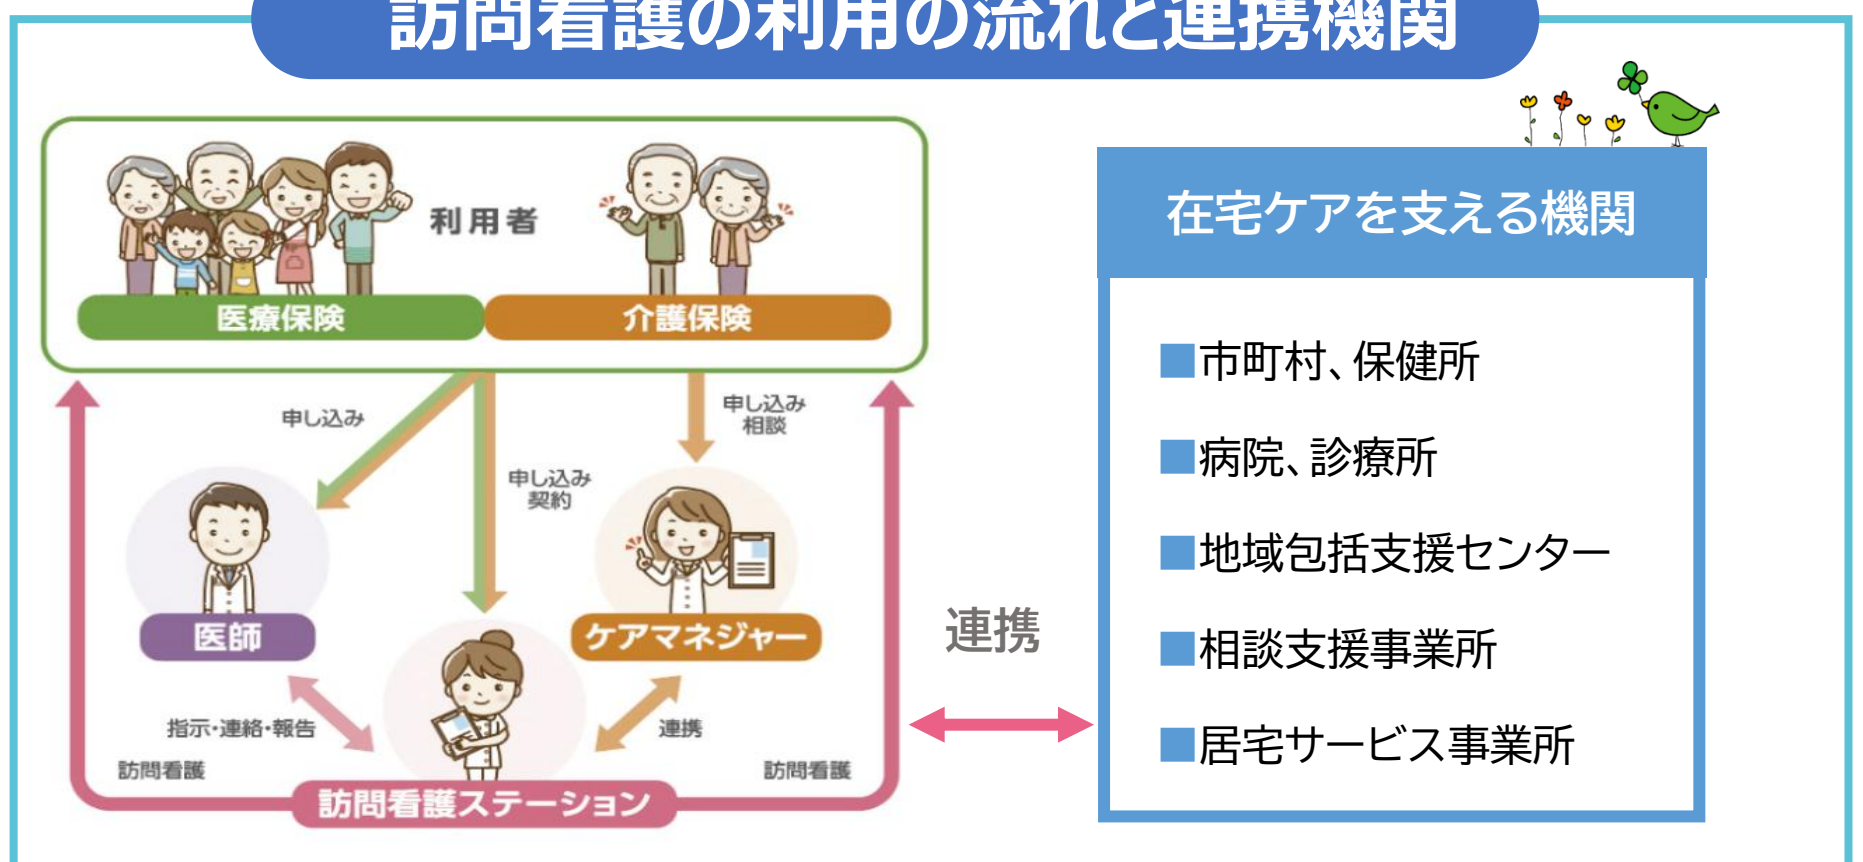 訪問看護の利用の流れと連携機関
利用者
医療保険
介護保険
申し込み
申し込み
相談
申し込み
契約
医師
ケアマネジャー
指示・連絡・報告
連携
訪問看護
訪問看護
訪問看護ステーション
連携
在宅ケアを支える機関
■市町村、保健所
■病院、診療所
■地域包括支援センター
■相談支援事業所
■居宅サービス事業所